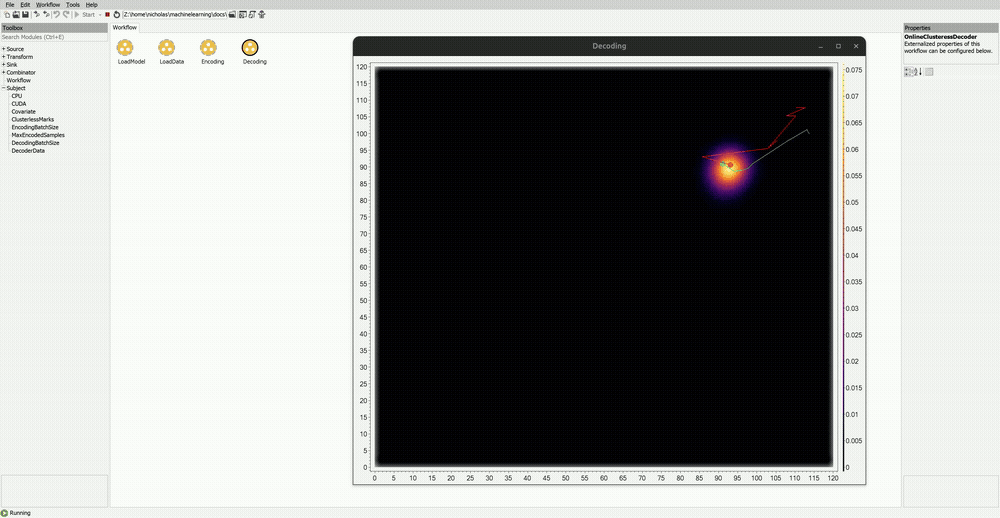 File Edit Workflow Tools Help
Start Z:\home\nicholas\machinelearning\docs\
Toolbox
Search Modules (Ctrl+E)
Source
Transform
Sink
Combinator
Workflow
Subject
CPU
CUDA
Covariate
ClusterlessMarks
EncodingBatchSize
MaxEncodedSamples
DecodingBatchSize
DecoderData
Workflow
LoadModel LoadData Encoding Decoding
Decoding
120
115
110
105
100
95
90
85
80
75
70
65
60
55
50
45
40
35
30
25
20
15
10
5
0
0 5 10 15 20 25 30 35 40 45 50 55 60 65 70 75 80 85 90 95 100 105 110 115 120
0.075
0.07
0.065
0.06
0.055
0.05
0.045
0.04
0.035
0.03
0.025
0.02
0.015
0.01
0.005
0
Properties
OnlineClusterlessDecoder
Externalized properties of this
workflow can be configured below.
Running